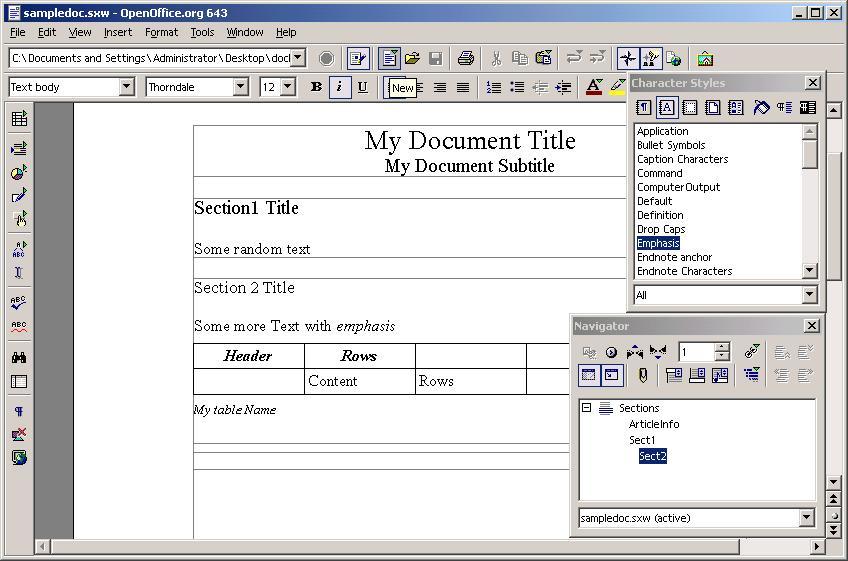 sampledoc.sxw - OpenOffice.org 643
File Edit View Insert Format Tools Window Help
C:\Documents and Settings\Administrator\Desktop\docl
Text body Thorndale 12 B i U New A
Character Styles
Application
Bullet Symbols
Caption Characters
Command
ComputerOutput
Default
Definition
Drop Caps
Emphasis
Endnote anchor
Endnote Characters
All
My Document Title
My Document Subtitle
Section1 Title
Some random text
Section 2 Title
Some more Text with emphasis
Header Rows
Content Rows
My table Name
Navigator
1
Sections
ArticleInfo
Sect1
Sect2
sampledoc.sxw (active)